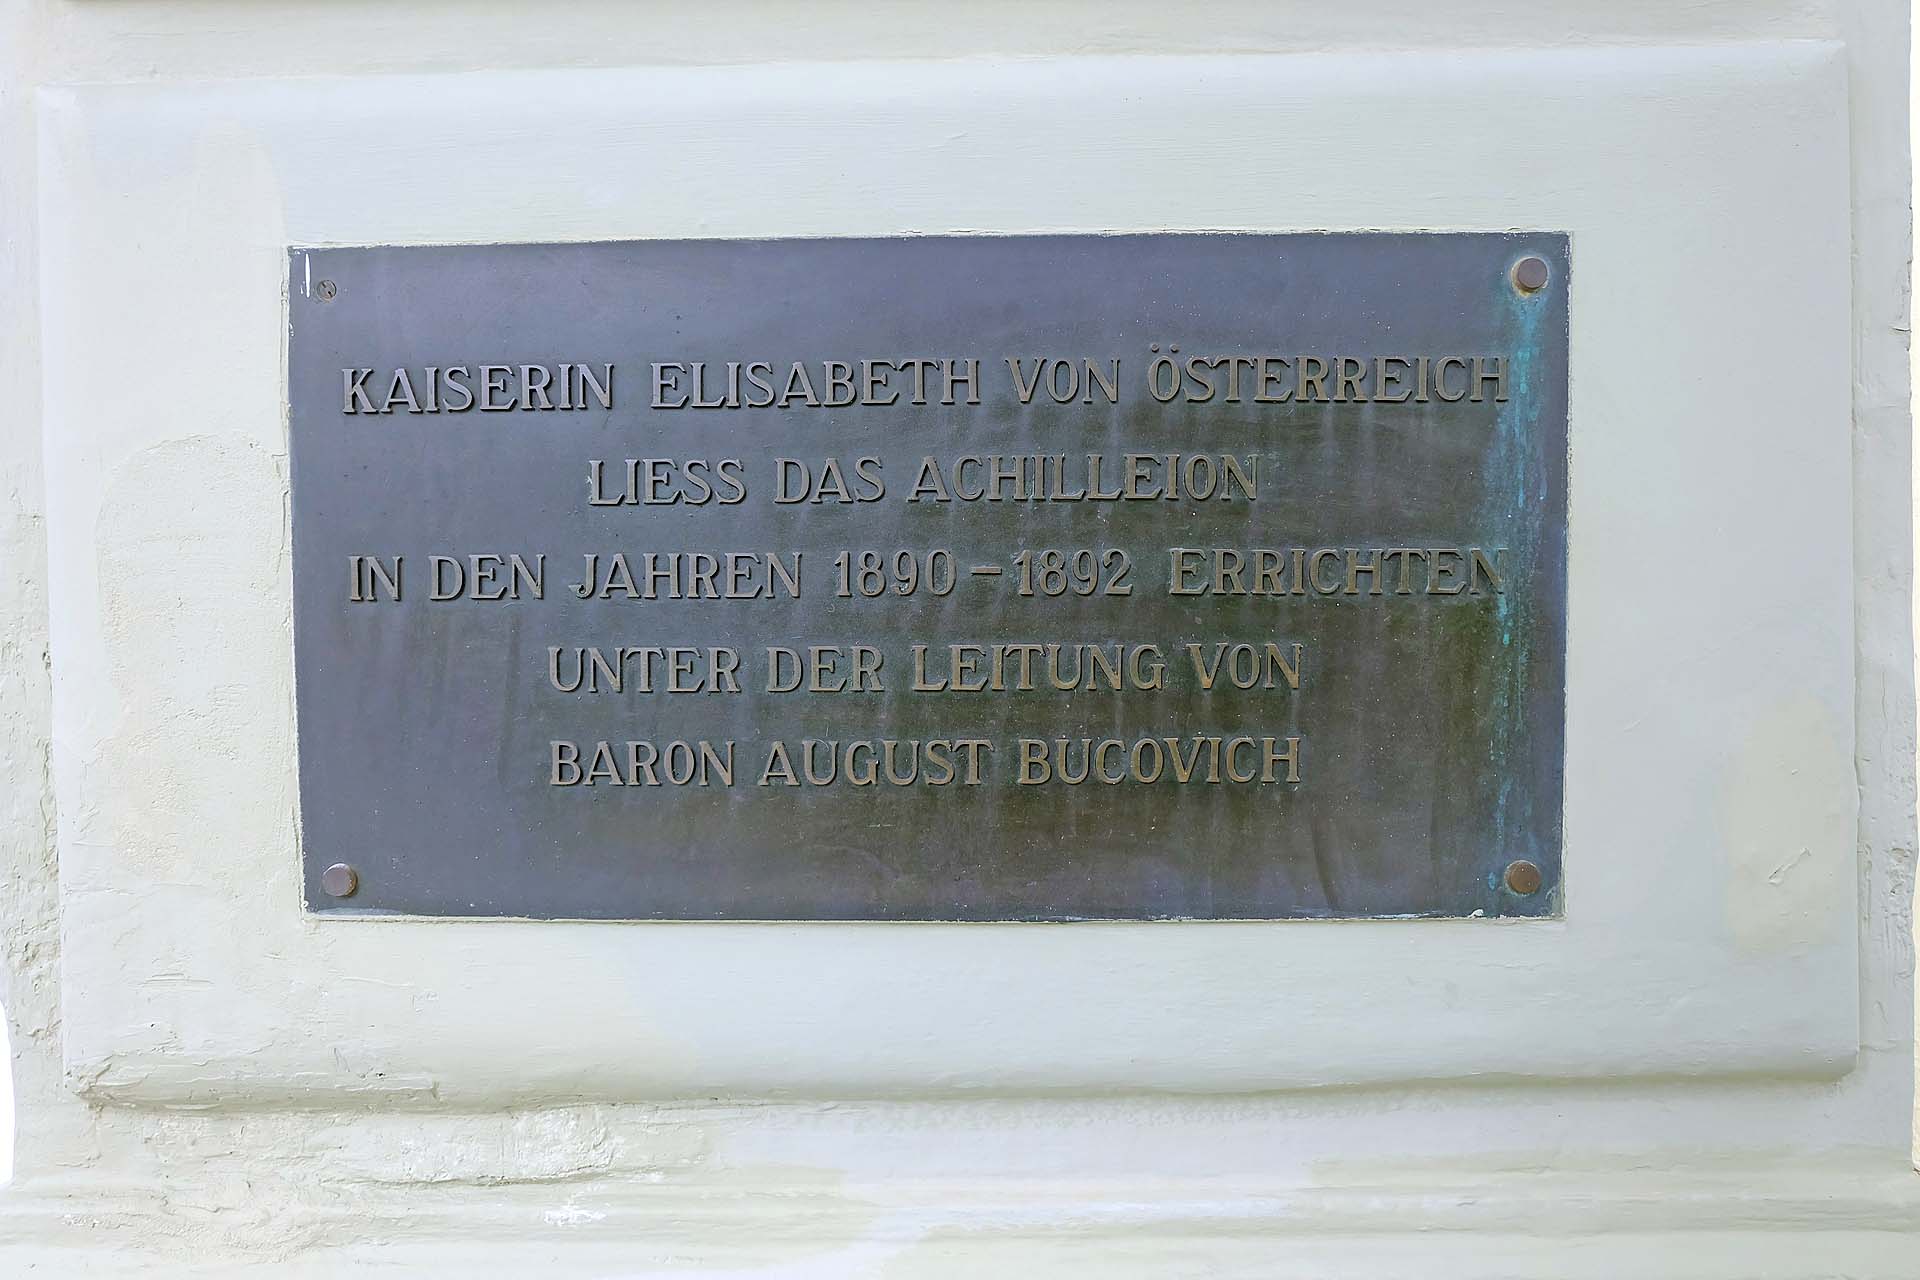 KAISERIN ELISABETH VON ÖSTERREICH
LIESS DAS ACHILLEION
IN DEN JAHREN 1890-1892 ERRICHTEN
UNTER DER LEITUNG VON
BARON AUGUST BUCOVICH